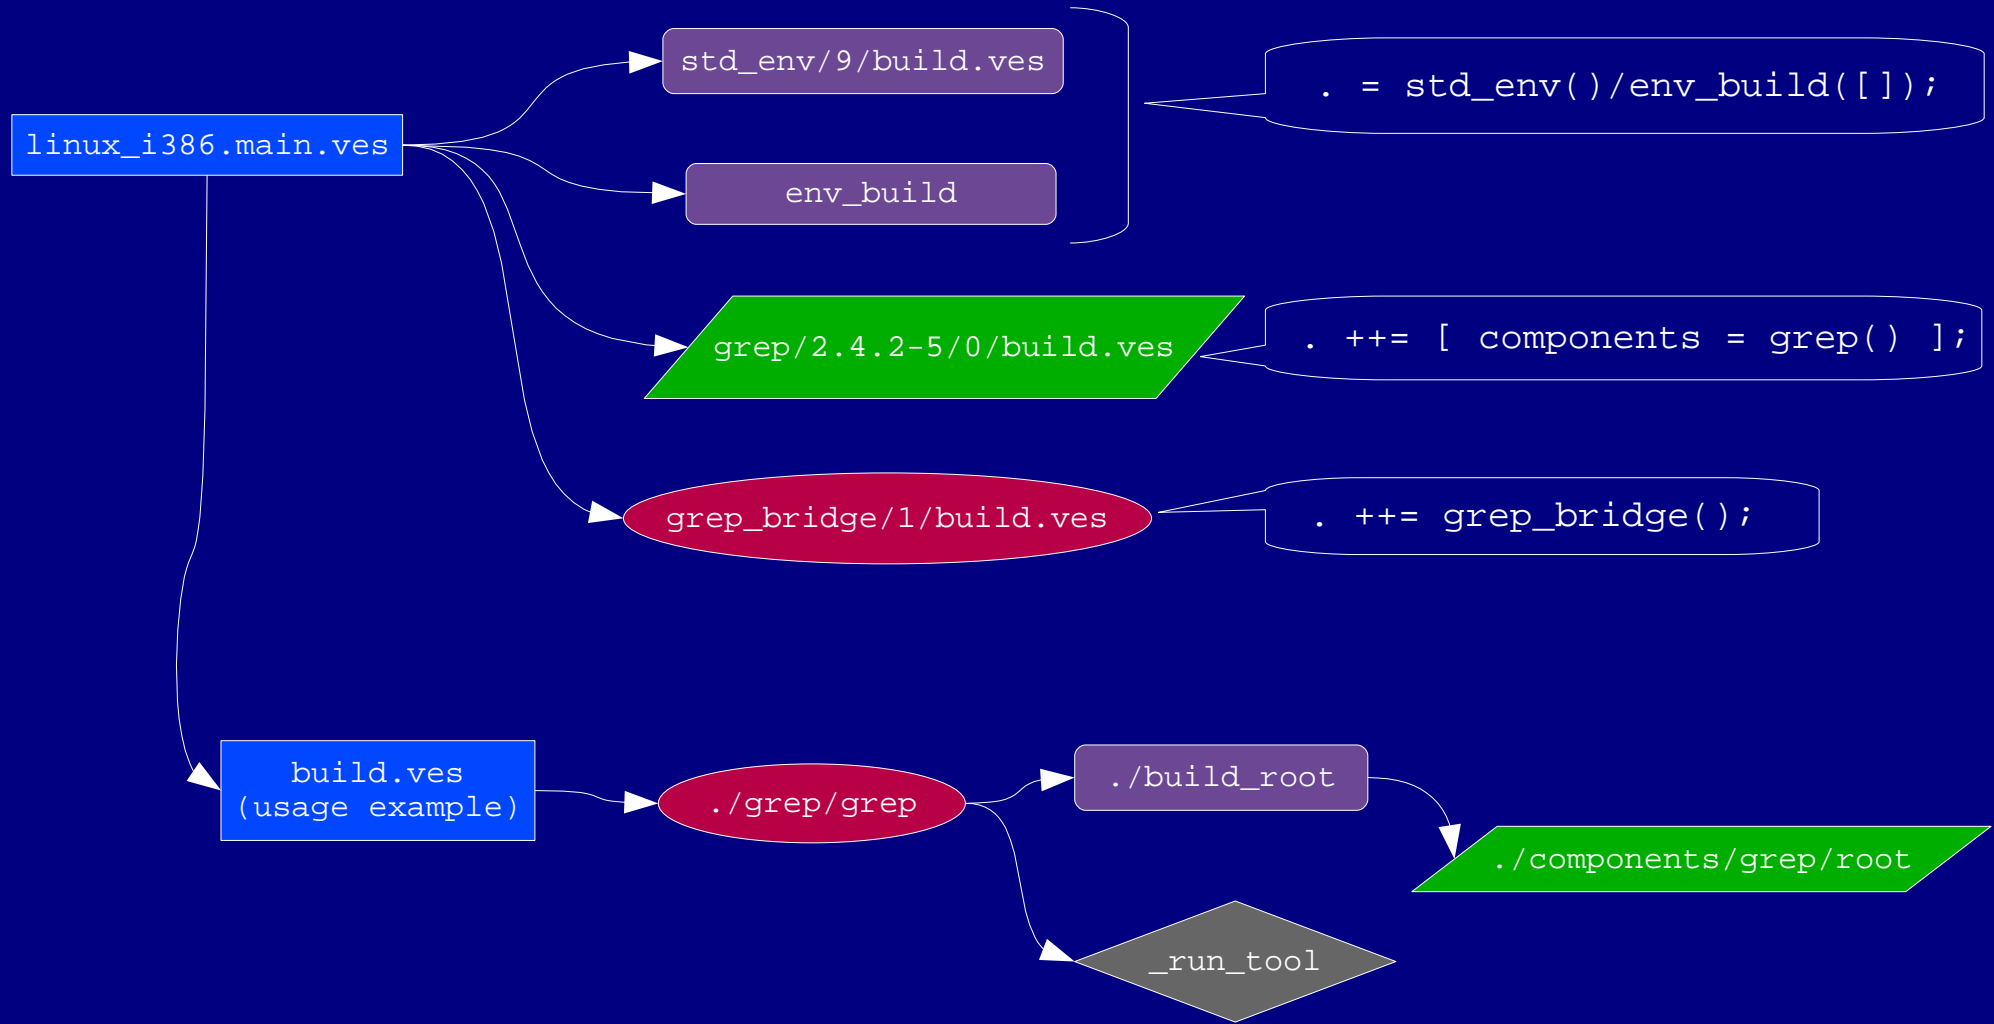 std_env/9/build.ves
. = std_env()/env_build([]);
linux_i386.main.ves
env_build
grep/2.4.2-5/0/build.ves
. ++= [ components = grep() ];
grep_bridge/1/build.ves
. ++= grep_bridge();
build.ves
(usage example)
./grep/grep
./build_root
./components/grep/root
_run_tool